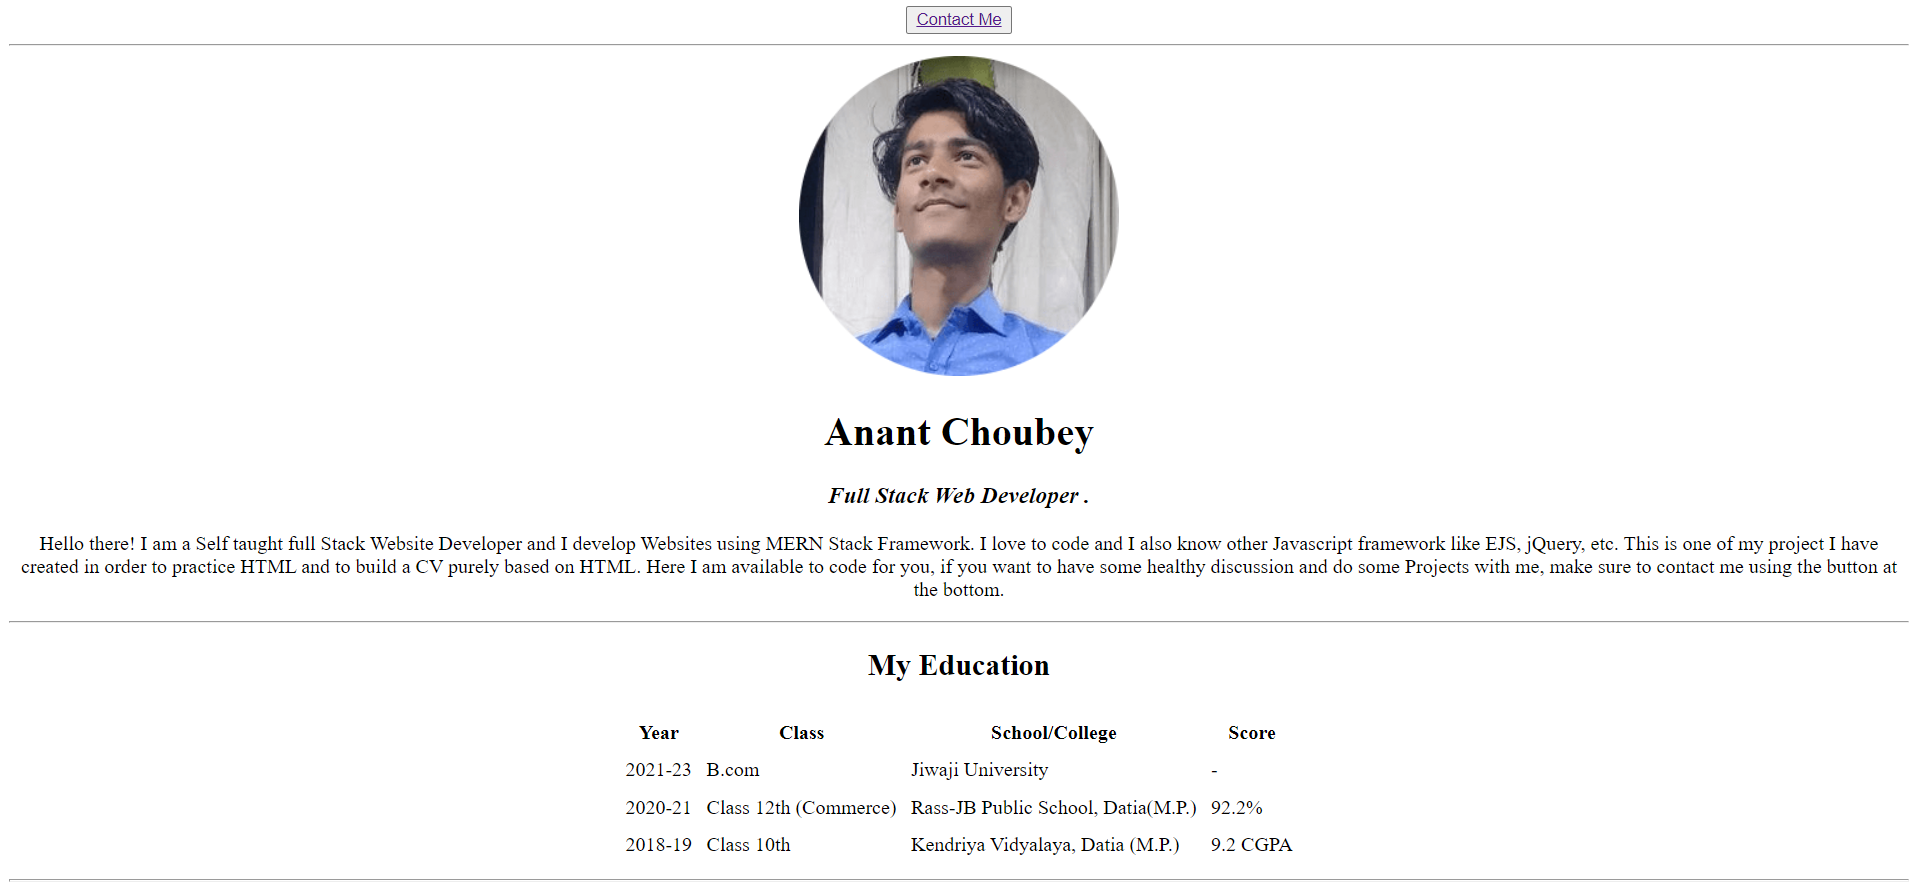 Contact Me
Anant Choubey
Full Stack Web Developer .
Hello there! I am a Self taught full Stack Website Developer and I develop Websites using MERN Stack Framework. I love to code and I also know other Javascript framework like EJS, jQuery, etc. This is one of my project I have
created in order to practice HTML and to build a CV purely based on HTML. Here I am available to code for you, if you want to have some healthy discussion and do some Projects with me, make sure to contact me using the button at
the bottom.
My Education
Year Class School/College Score
2021-23 B.com Jiwaji University -
2020-21 Class 12th (Commerce) Rass-JB Public School, Datia(M.P.) 92.2%
2018-19 Class 10th Kendriya Vidyalaya, Datia (M.P.) 9.2 CGPA